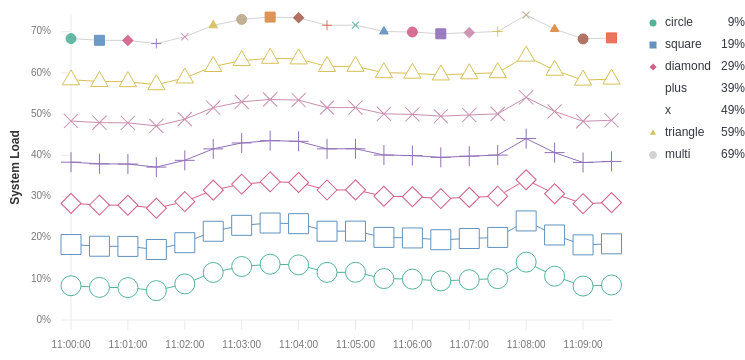 70%
60%
50%
40%
30%
20%
10%
0%
System Load
11:00:00 11:01:00 11:02:00 11:03:00 11:04:00 11:05:00 11:06:00 11:07:00 11:08:00 11:09:00
circle 9%
square 19%
diamond 29%
plus 39%
x 49%
triangle 59%
multi 69%